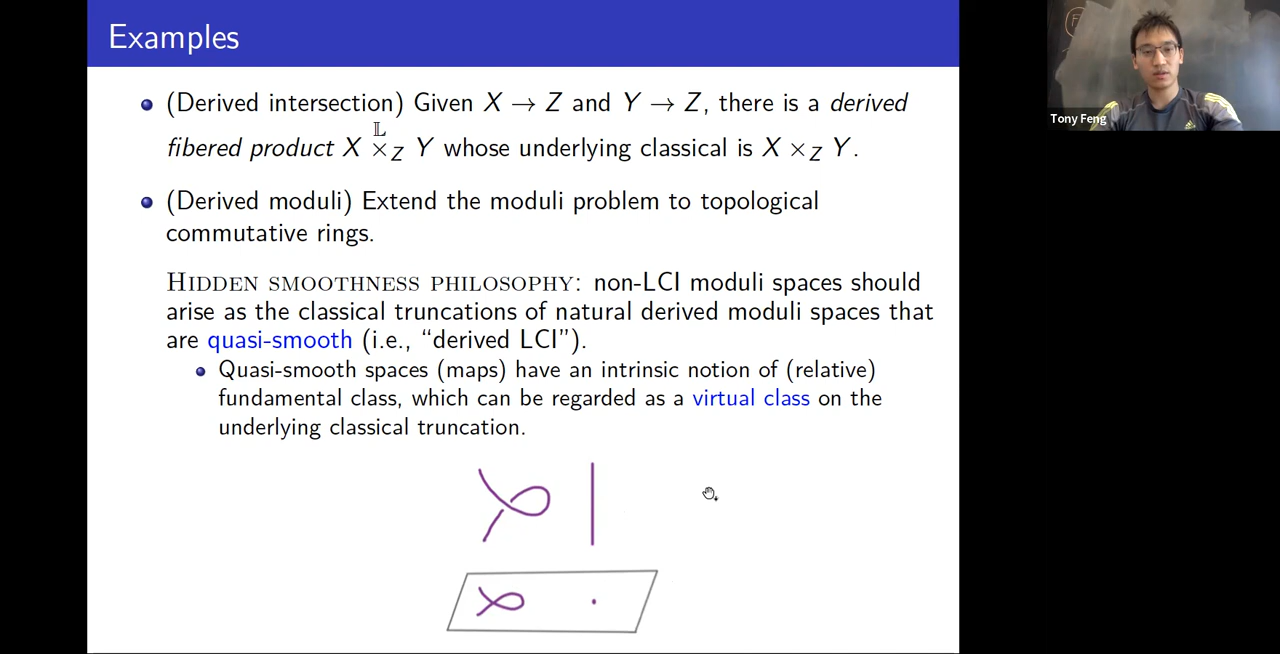 Examples
(Derived intersection) Given X → Z and Y → Z, there is a derived
fibered product X ×ᴸ_Z Y whose underlying classical is X ×_Z Y.
(Derived moduli) Extend the moduli problem to topological
commutative rings.
HIDDEN SMOOTHNESS PHILOSOPHY: non-LCI moduli spaces should
arise as the classical truncations of natural derived moduli spaces that
are quasi-smooth (i.e., “derived LCI”).
Quasi-smooth spaces (maps) have an intrinsic notion of (relative)
fundamental class, which can be regarded as a virtual class on the
underlying classical truncation.
Tony Feng